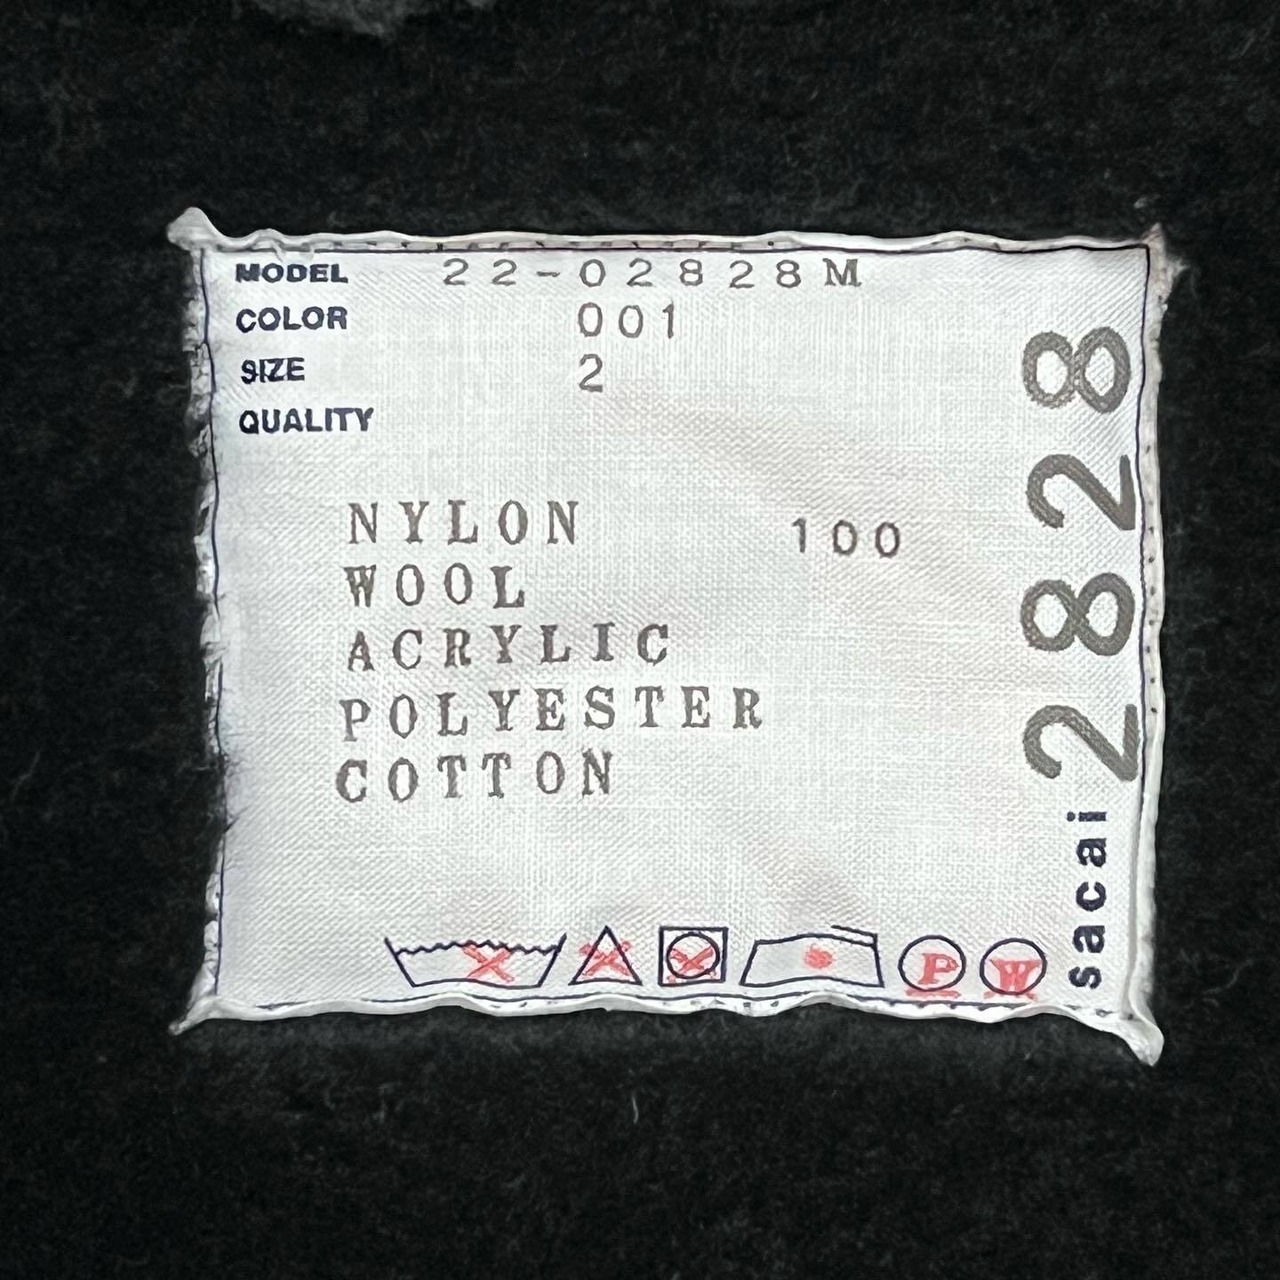 MODEL 22-02828M
COLOR 001
SIZE 2
QUALITY
NYLON 100
WOOL
ACRYLIC
POLYESTER
COTTON
P W
sacai 2828